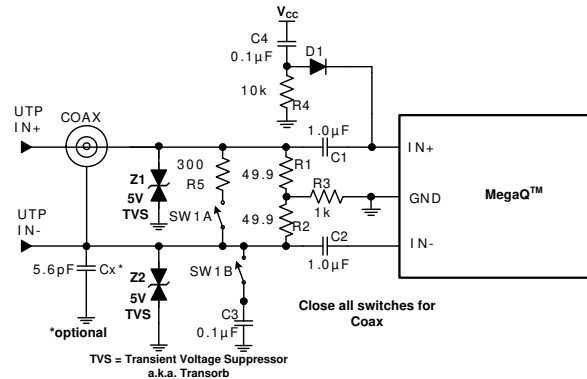 VCC
C4
0.1µF
D1
10k
R4
UTP
IN+
COAX
1.0µF
C1
IN+
300
R5
49.9
R1
R3
1k
GND
MegaQ™
Z1
5V
TVS
SW1A
49.9
R2
UTP
IN-
C2
1.0µF
IN-
5.6pF
Cx*
*optional
Z2
5V
TVS
SW1B
C3
0.1µF
Close all switches for
Coax
TVS = Transient Voltage Suppressor
a.k.a. Transorb